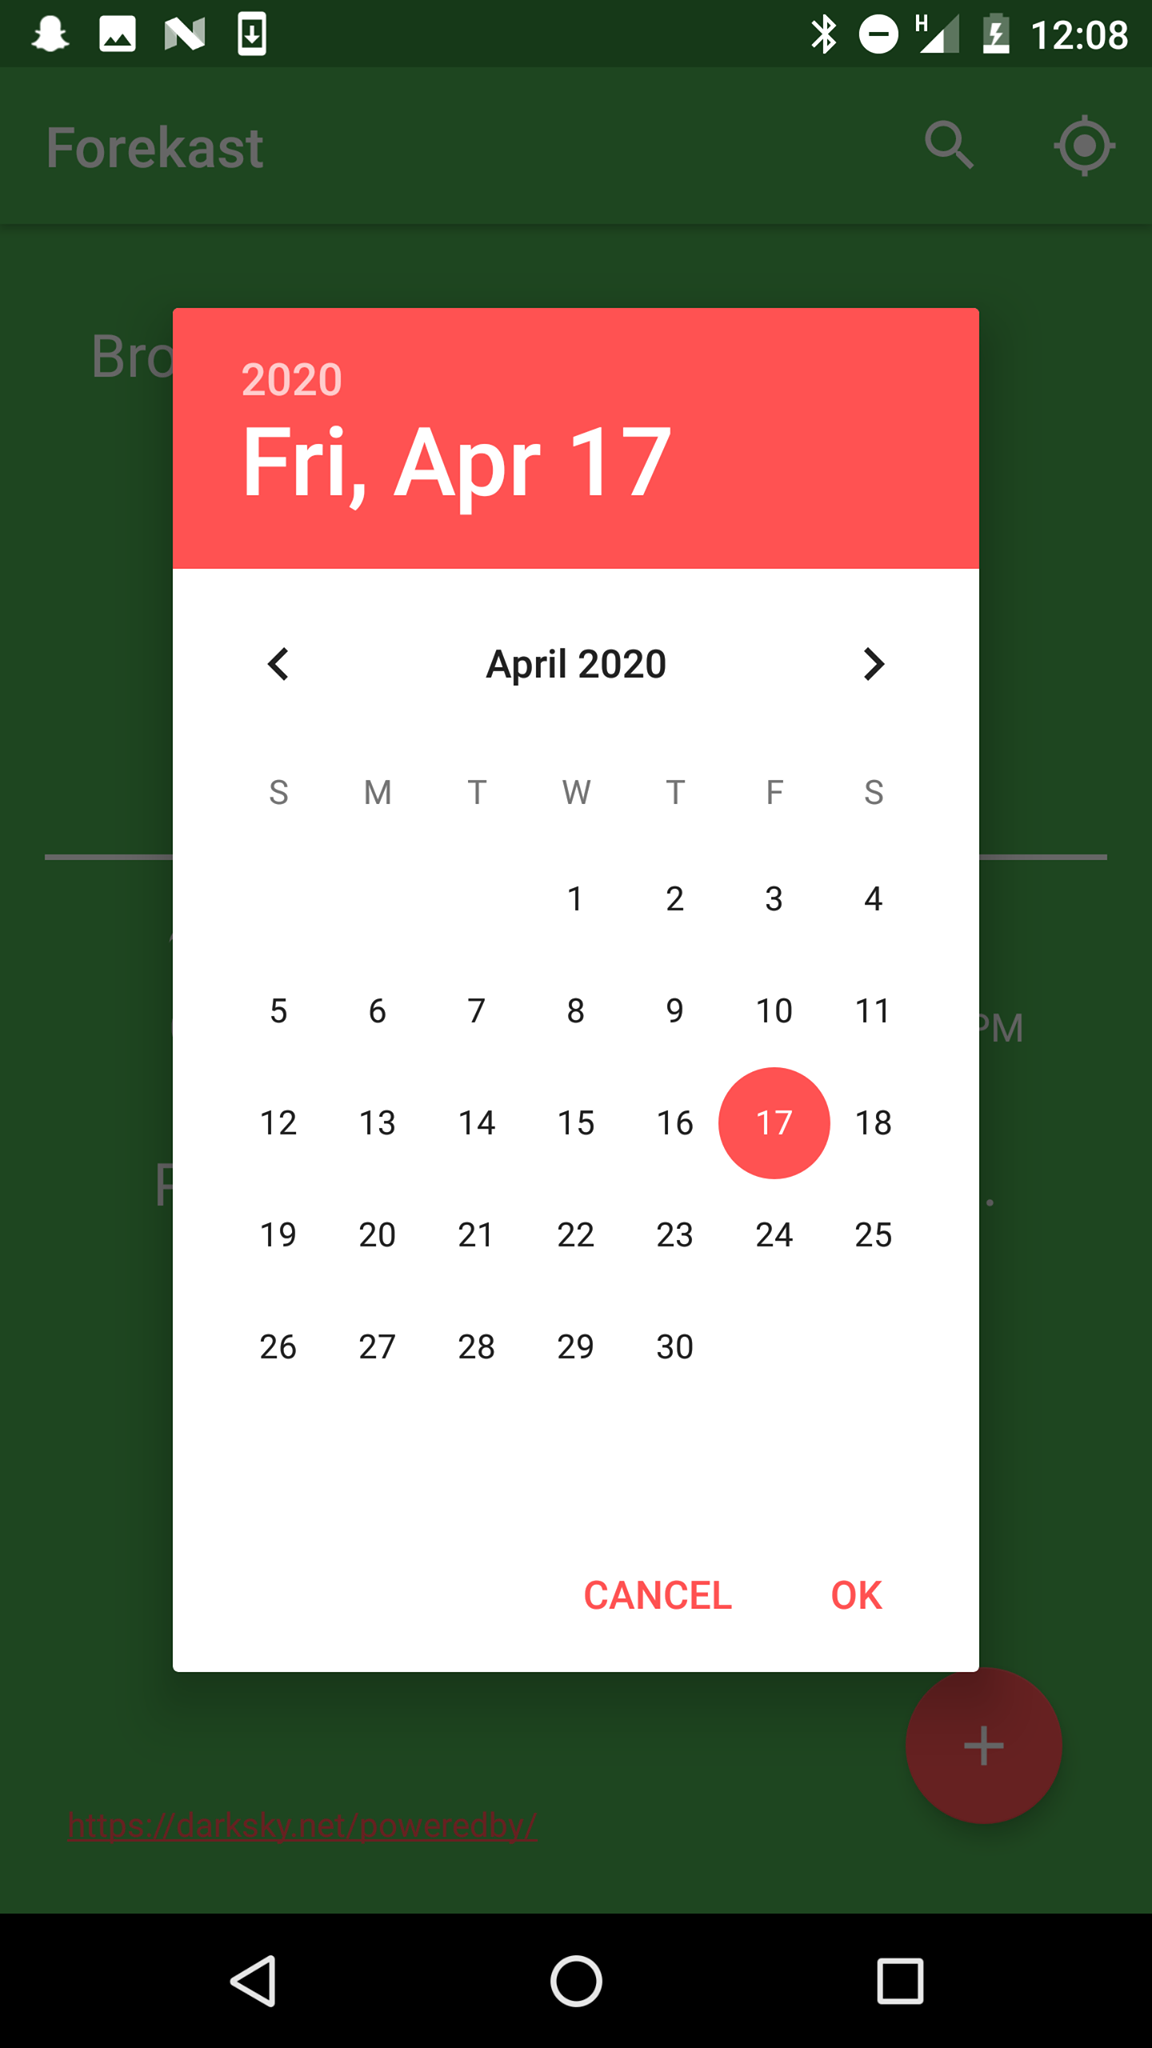 H 12:08
Forekast
2020
Fri, Apr 17
April 2020
S M T W T F S
1 2 3 4
5 6 7 8 9 10 11
PM
12 13 14 15 16 17 18
19 20 21 22 23 24 25
26 27 28 29 30
CANCEL OK
https://darksky.net/poweredby/